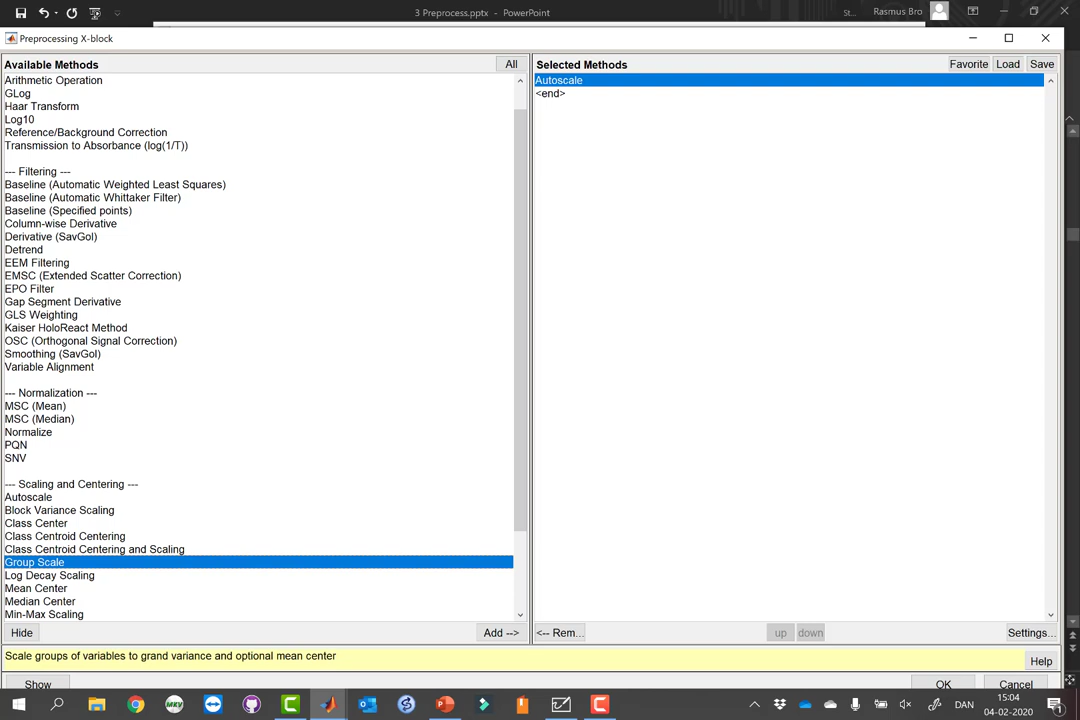 3 Preprocess.pptx - PowerPoint
St...
Rasmus Bro
Preprocessing X-block
Available Methods
All
Selected Methods
Favorite
Load
Save
Arithmetic Operation
GLog
Haar Transform
Log10
Reference/Background Correction
Transmission to Absorbance (log(1/T))
--- Filtering ---
Baseline (Automatic Weighted Least Squares)
Baseline (Automatic Whittaker Filter)
Baseline (Specified points)
Column-wise Derivative
Derivative (SavGol)
Detrend
EEM Filtering
EMSC (Extended Scatter Correction)
EPO Filter
Gap Segment Derivative
GLS Weighting
Kaiser HoloReact Method
OSC (Orthogonal Signal Correction)
Smoothing (SavGol)
Variable Alignment
--- Normalization ---
MSC (Mean)
MSC (Median)
Normalize
PQN
SNV
--- Scaling and Centering ---
Autoscale
Block Variance Scaling
Class Center
Class Centroid Centering
Class Centroid Centering and Scaling
Group Scale
Log Decay Scaling
Mean Center
Median Center
Min-Max Scaling
Autoscale
<end>
Hide
Add -->
<-- Rem...
up
down
Settings...
Scale groups of variables to grand variance and optional mean center
Help
Show
OK
Cancel
MKV
DAN
15:04
04-02-2020
1